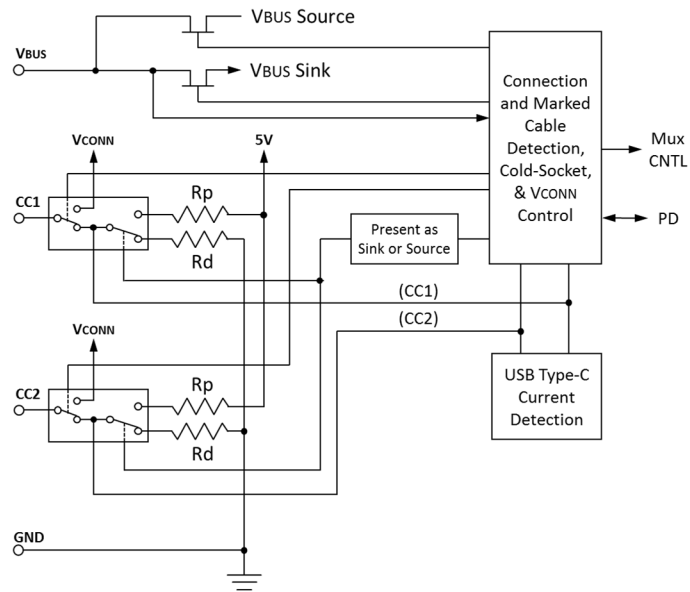 VBUS Source
VBUS
VBUS Sink
Connection
and Marked
Cable
Detection,
Cold-Socket,
& VCONN
Control
Mux
CNTL
PD
VCONN
5V
CC1
Rp
Rd
Present as
Sink or Source
(CC1)
(CC2)
VCONN
CC2
Rp
Rd
USB Type-C
Current
Detection
GND